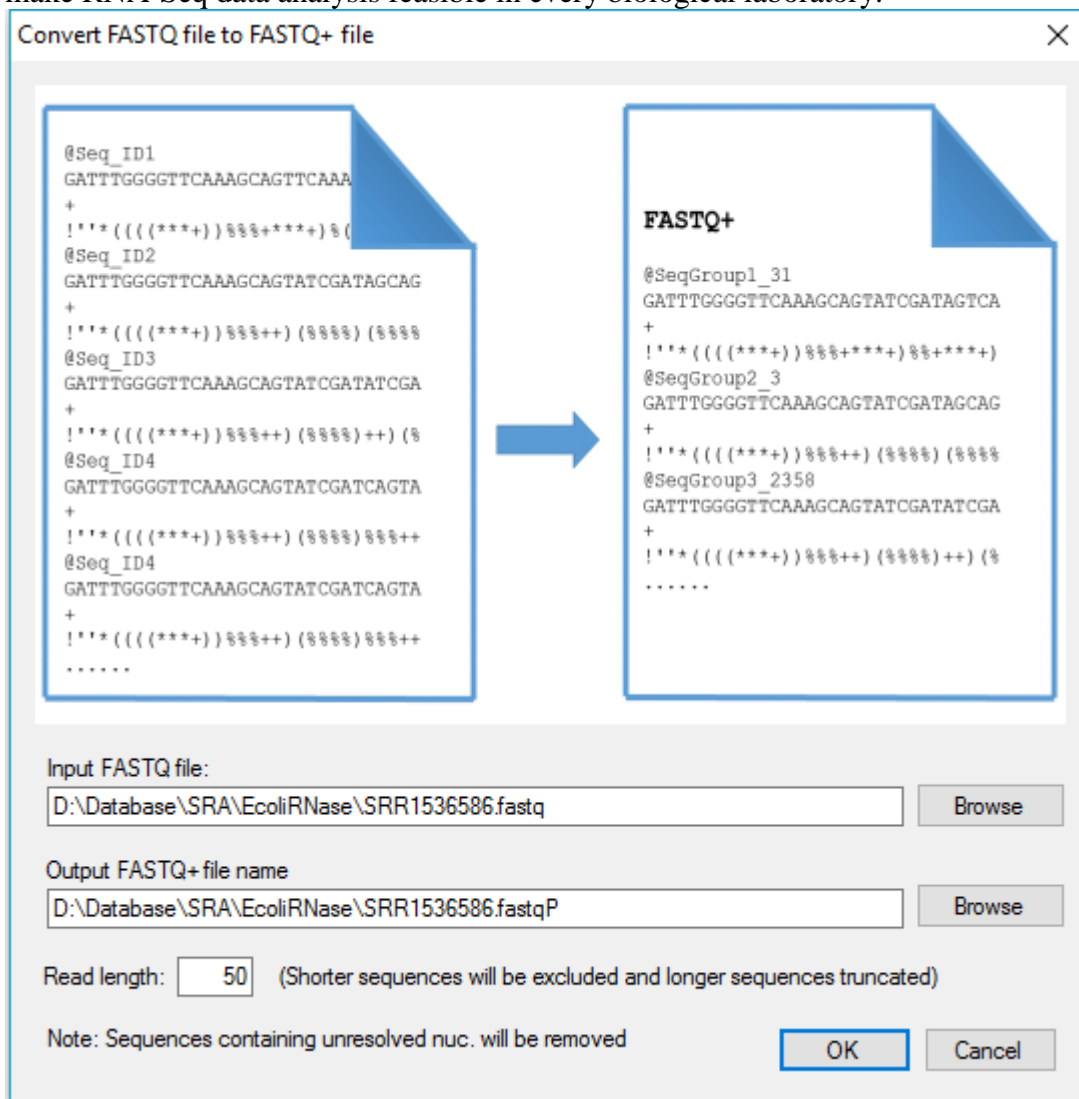 make RNA-Seq data analysis feasible in every biological laboratory.
Convert FASTQ file to FASTQ+ file
@Seq_ID1
GATTTGGGGTTCAAAGCAGTTCAAA
+
!''*((((***+))%%%+***+)%(
@Seq_ID2
GATTTGGGGTTCAAAGCAGTATCGATAGCAG
+
!''*((((***+))%%%++)(%%%%)(%%%%
@Seq_ID3
GATTTGGGGTTCAAAGCAGTATCGATATCGA
+
!''*((((***+))%%%++)(%%%%)++)(%
@Seq_ID4
GATTTGGGGTTCAAAGCAGTATCGATCAGTA
+
!''*((((***+))%%%++)(%%%%)%%%++
@Seq_ID4
GATTTGGGGTTCAAAGCAGTATCGATCAGTA
+
!''*((((***+))%%%++)(%%%%)%%%++
......
FASTQ+
@SeqGroup1_31
GATTTGGGGTTCAAAGCAGTATCGATAGTCA
+
!''*((((***+))%%%+***+)%%+***+)
@SeqGroup2_3
GATTTGGGGTTCAAAGCAGTATCGATAGCAG
+
!''*((((***+))%%%++)(%%%%)(%%%%
@SeqGroup3_2358
GATTTGGGGTTCAAAGCAGTATCGATATCGA
+
!''*((((***+))%%%++)(%%%%)++)(%
......
Input FASTQ file:
D:\Database\SRA\EcoliRNase\SRR1536586.fastq Browse
Output FASTQ+ file name
D:\Database\SRA\EcoliRNase\SRR1536586.fastqP Browse
Read length: 50 (Shorter sequences will be excluded and longer sequences truncated)
Note: Sequences containing unresolved nuc. will be removed OK Cancel